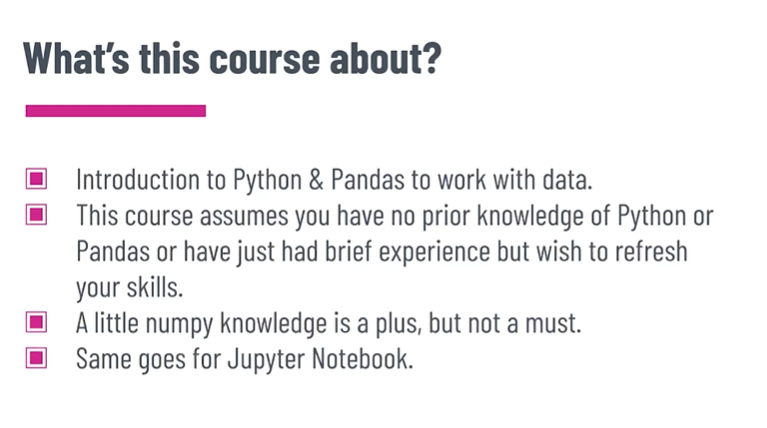 What's this course about?
Introduction to Python & Pandas to work with data.
This course assumes you have no prior knowledge of Python or
Pandas or have just had brief experience but wish to refresh
your skills.
A little numpy knowledge is a plus, but not a must.
Same goes for Jupyter Notebook.